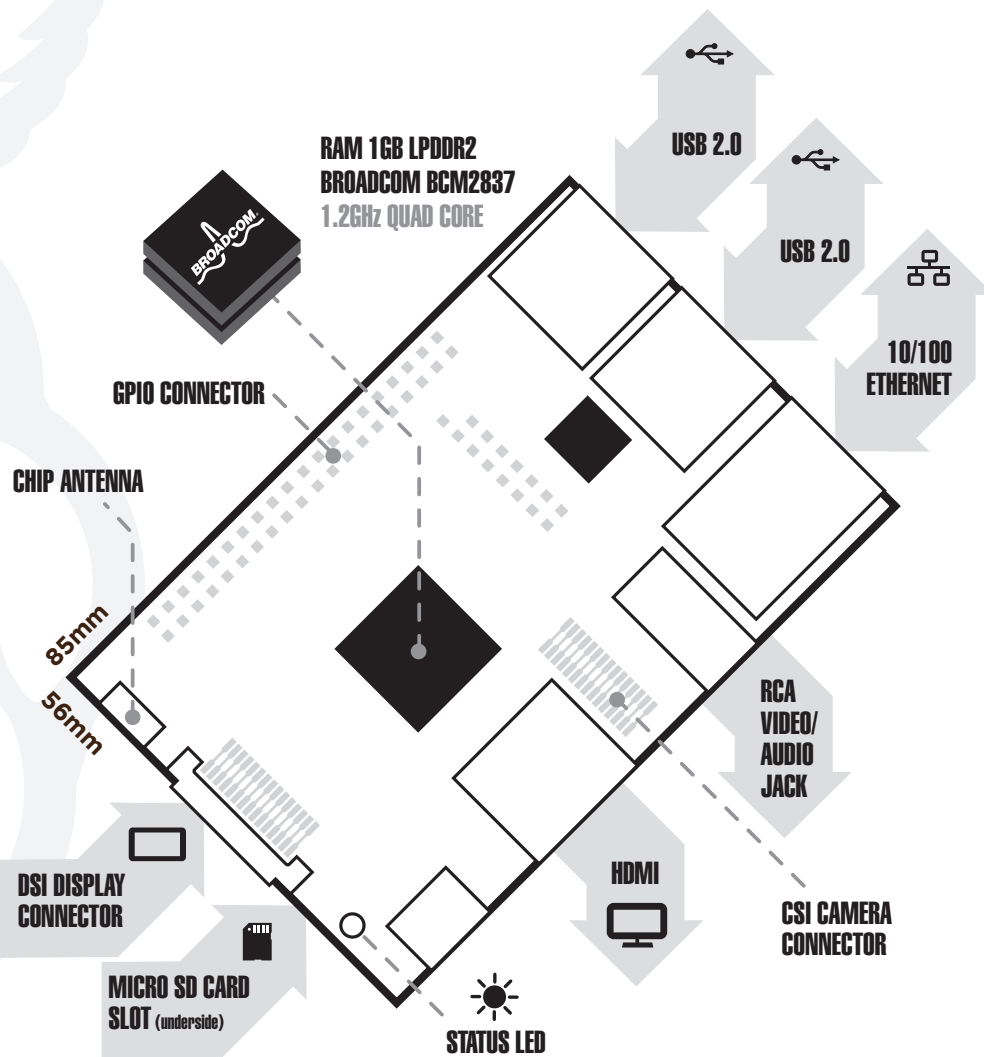 USB 2.0
RAM 1GB LPDDR2
BROADCOM BCM2837
1.2GHz QUAD CORE
BROADCOM.
USB 2.0
10/100
ETHERNET
GPIO CONNECTOR
CHIP ANTENNA
85mm
56mm
RCA
VIDEO/
AUDIO
JACK
DSI DISPLAY
CONNECTOR
HDMI
CSI CAMERA
CONNECTOR
MICRO SD CARD
SLOT (underside)
STATUS LED